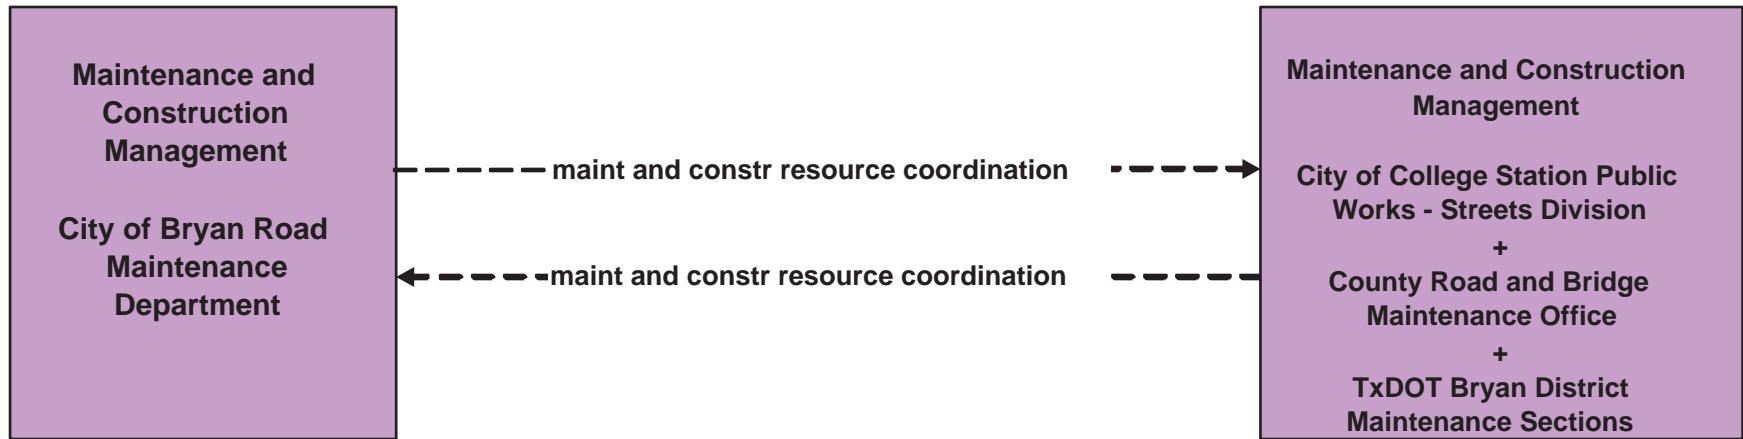 Maintenance and
Construction
Management
City of Bryan Road
Maintenance
Department
maint and constr resource coordination
maint and constr resource coordination
Maintenance and Construction
Management
City of College Station Public
Works - Streets Division
+
County Road and Bridge
Maintenance Office
+
TxDOT Bryan District
Maintenance Sections